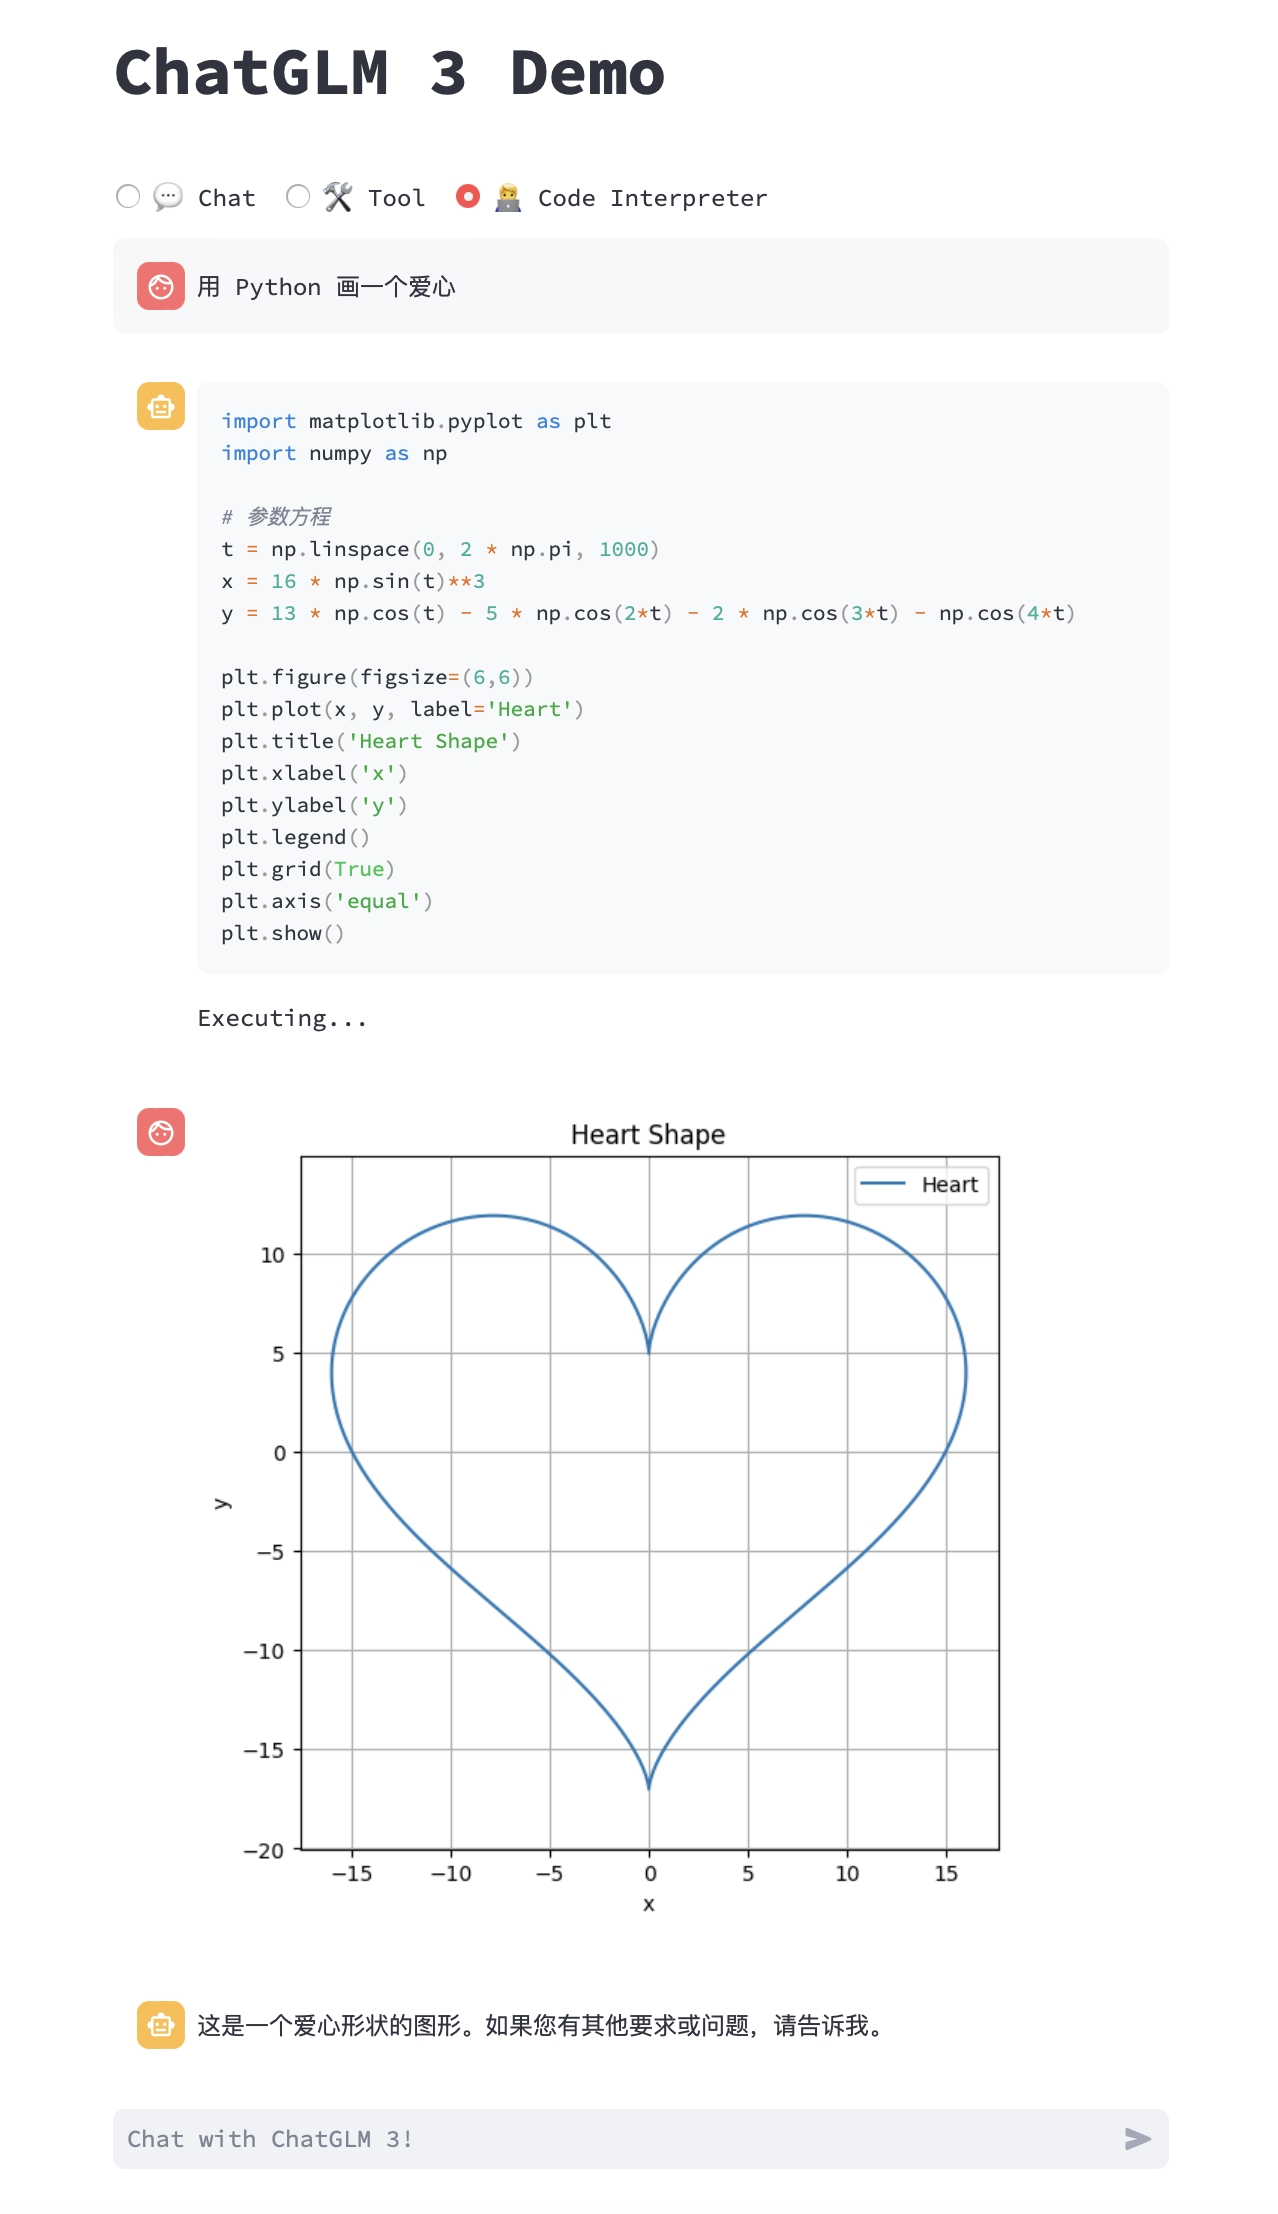 ChatGLM 3 Demo
💬 Chat 🛠 Tool 🧑‍💻 Code Interpreter
用 Python 画一个爱心
import matplotlib.pyplot as plt
import numpy as np
# 参数方程
t = np.linspace(0, 2 * np.pi, 1000)
x = 16 * np.sin(t)**3
y = 13 * np.cos(t) - 5 * np.cos(2*t) - 2 * np.cos(3*t) - np.cos(4*t)
plt.figure(figsize=(6,6))
plt.plot(x, y, label='Heart')
plt.title('Heart Shape')
plt.xlabel('x')
plt.ylabel('y')
plt.legend()
plt.grid(True)
plt.axis('equal')
plt.show()
Executing...
Heart Shape
Heart
10
5
0
y
−5
−10
−15
−20
−15 −10 −5 0 5 10 15
x
这是一个爱心形状的图形。如果您有其他要求或问题，请告诉我。
Chat with ChatGLM 3!